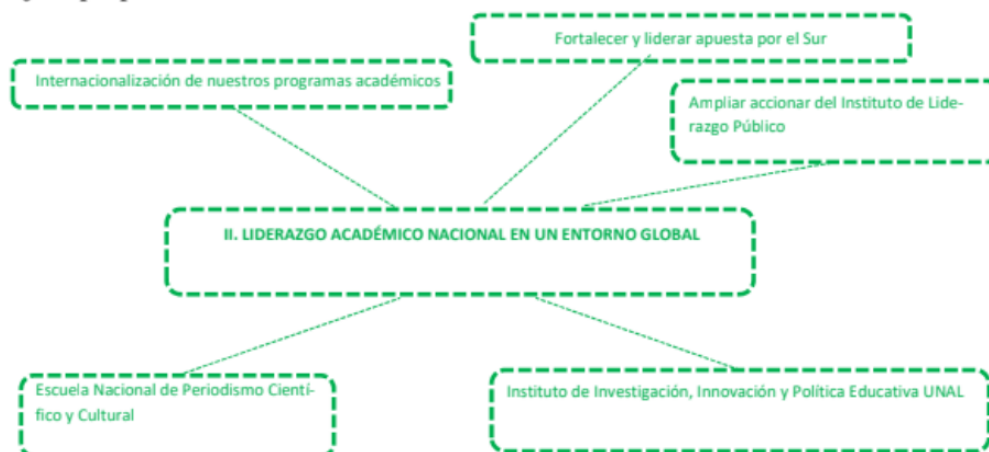 Fortalecer y liderar apuesta por el Sur
Internacionalización de nuestros programas académicos
Ampliar accionar del Instituto de Lide-
razgo Público
II. LIDERAZGO ACADÉMICO NACIONAL EN UN ENTORNO GLOBAL
Escuela Nacional de Periodismo Cientí-
fico y Cultural
Instituto de Investigación, Innovación y Política Educativa UNAL